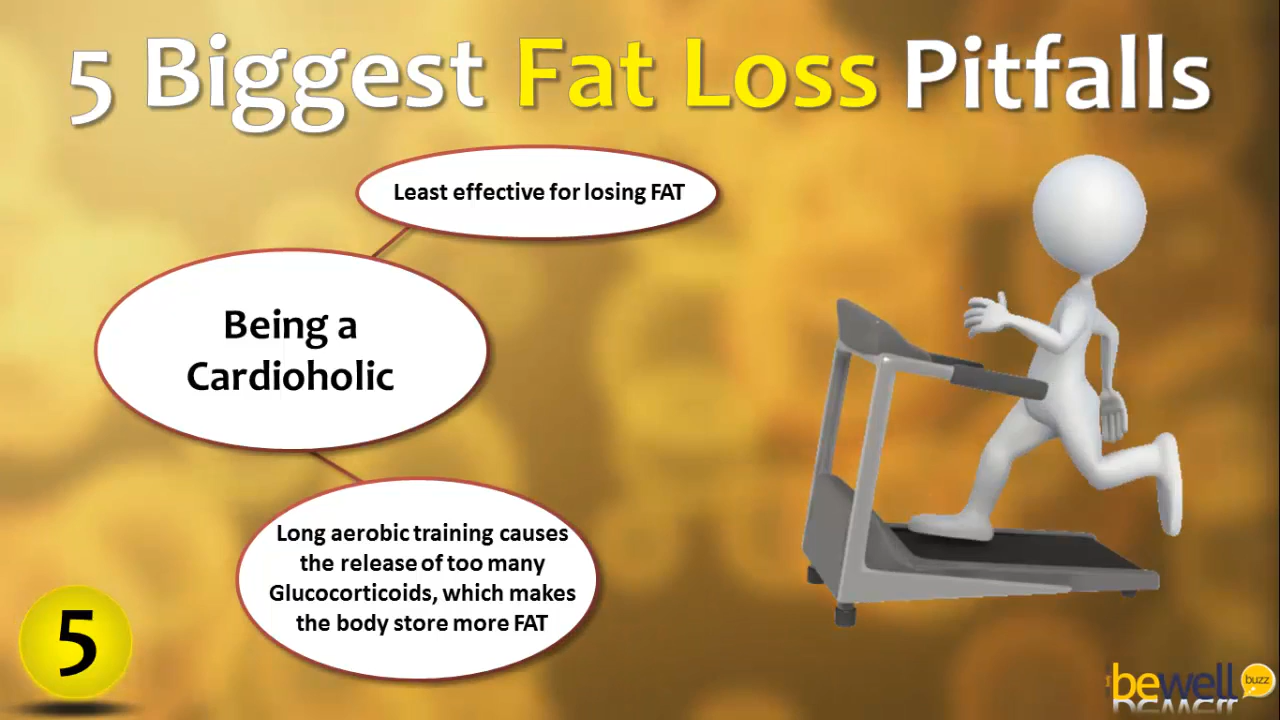 5 Biggest Fat Loss Pitfalls
Least effective for losing FAT
Being a
Cardioholic
Long aerobic training causes
the release of too many
Glucocorticoids, which makes
the body store more FAT
5
bewell buzz